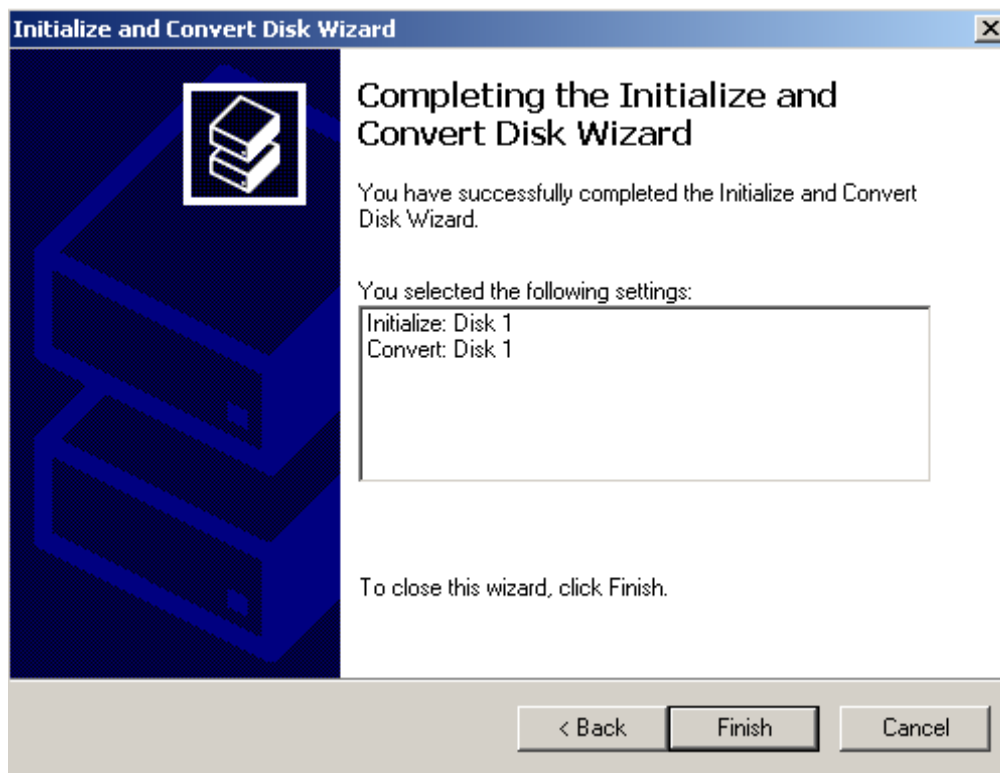 Initialize and Convert Disk Wizard
Completing the Initialize and
Convert Disk Wizard
You have successfully completed the Initialize and Convert
Disk Wizard.
You selected the following settings:
Initialize: Disk 1
Convert: Disk 1
To close this wizard, click Finish.
< Back Finish Cancel